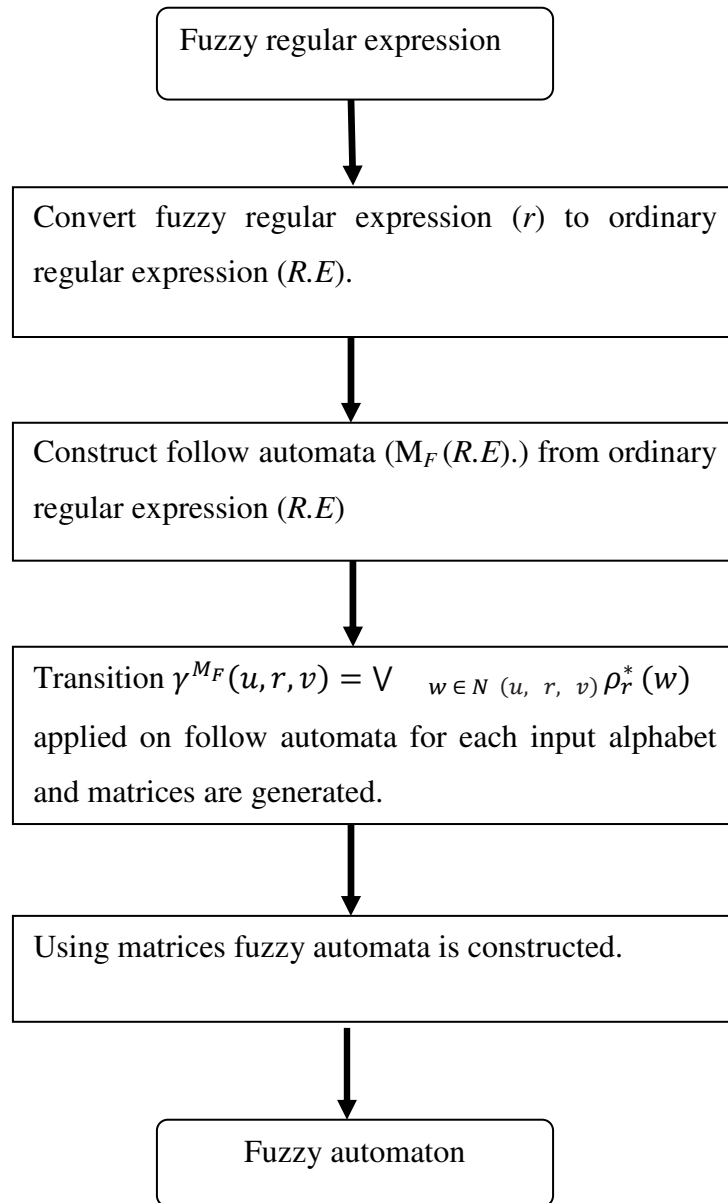 Fuzzy regular expression
Convert fuzzy regular expression (r) to ordinary
regular expression (R.E).
Construct follow automata (M_F (R.E).) from ordinary
regular expression (R.E)
Transition γ^{M_F}(u, r, v) = ⋁ _{w ∈ N (u, r, v)} ρ_r^* (w)
applied on follow automata for each input alphabet
and matrices are generated.
Using matrices fuzzy automata is constructed.
Fuzzy automaton